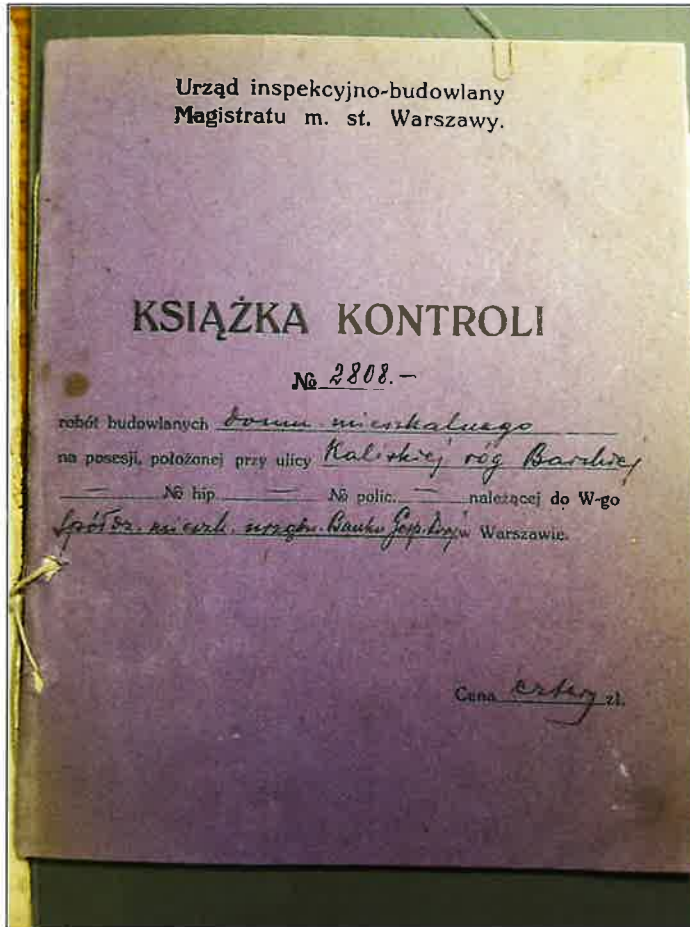 Urząd inspekcyjno-budowlany
Magistratu m. st. Warszawy.
KSIĄŻKA KONTROLI
№ 2808.-
robót budowlanych domu mieszkalnego
na posesji, położonej przy ulicy Kaliskiej róg Barskiej
— № hip. — № polic. — należącej do W-go
Spółdz. mieszk. urzędn. Banku Gosp. Kraj. w Warszawie.
Cena cztery zł.